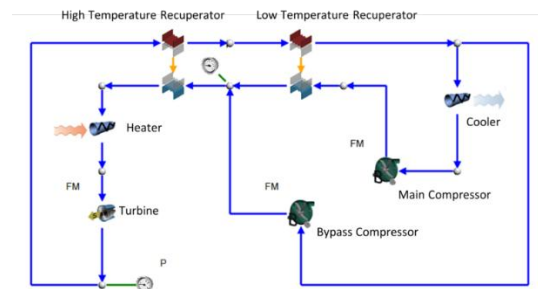 High Temperature Recuperator
Low Temperature Recuperator
Heater
Cooler
FM
Main Compressor
FM
FM
Turbine
Bypass Compressor
P